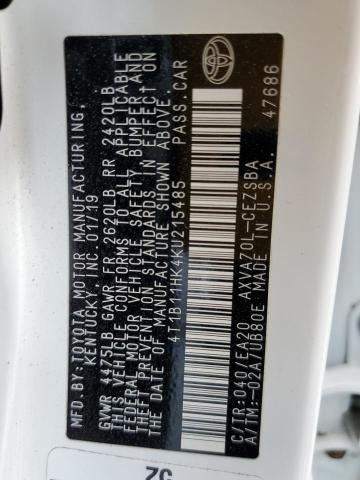 MFD.BY:TOYOTA MOTOR MANUFACTURING,
KENTUCKY, INC. 01/19
GVWR 4475LB GAWR FR 2620LB RR 2420LB
THIS VEHICLE CONFORMS TO ALL APPLICABLE
FEDERAL MOTOR VEHICLE SAFETY, BUMPER, AND
THEFT PREVENTION STANDARDS IN EFFECT ON
THE DATE OF MANUFACTURE SHOWN ABOVE.
4T1B11HK4KU215485 PASS.CAR
C/TR:049/EA20 AXVA70L-CEZSBA
A/TM:-02A/UB80E MADE IN U.S.A. 47686